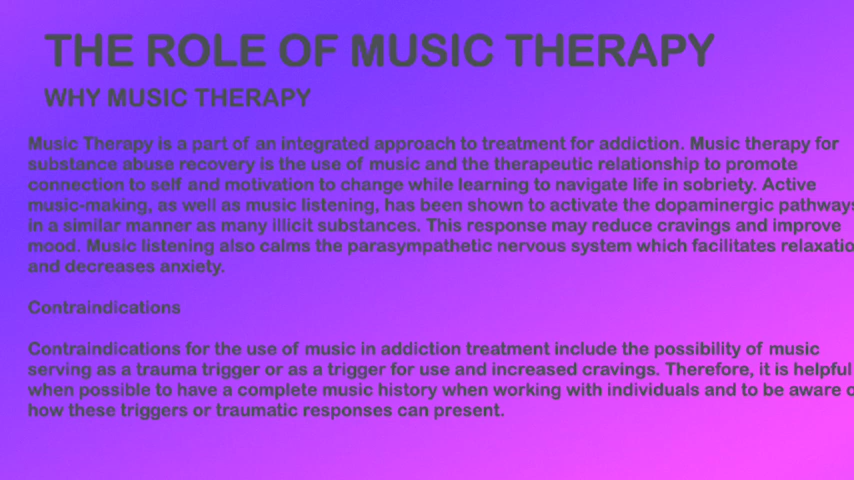 THE ROLE OF MUSIC THERAPY
WHY MUSIC THERAPY
Music Therapy is a part of an integrated approach to treatment for addiction. Music therapy for
substance abuse recovery is the use of music and the therapeutic relationship to promote
connection to self and motivation to change while learning to navigate life in sobriety. Active
music-making, as well as music listening, has been shown to activate the dopaminergic pathways
in a similar manner as many illicit substances. This response may reduce cravings and improve
mood. Music listening also calms the parasympathetic nervous system which facilitates relaxatio
and decreases anxiety.
Contraindications
Contraindications for the use of music in addiction treatment include the possibility of music
serving as a trauma trigger or as a trigger for use and increased cravings. Therefore, it is helpful
when possible to have a complete music history when working with individuals and to be aware o
how these triggers or traumatic responses can present.